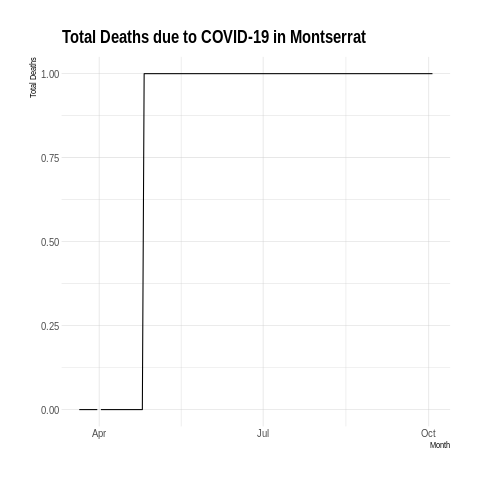 Total Deaths due to COVID-19 in Montserrat
Total Deaths
1.00
0.75
0.50
0.25
0.00
Apr
Jul
Oct
Month